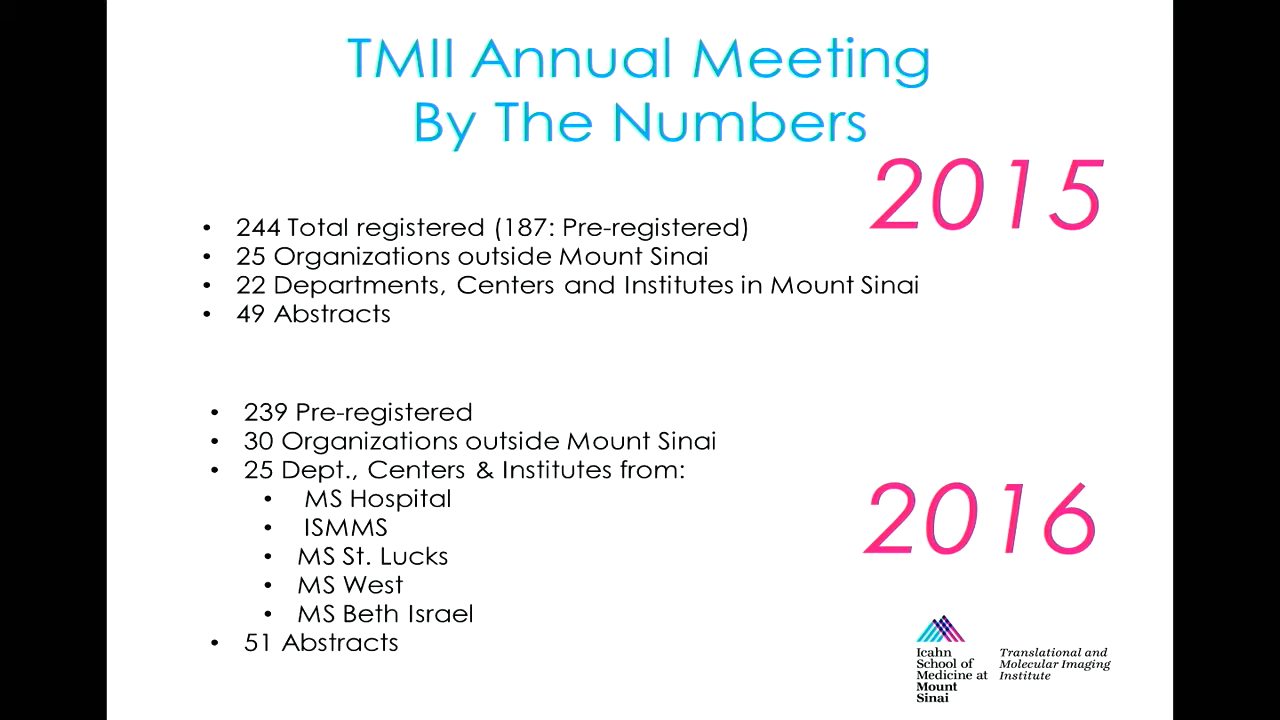 TMII Annual Meeting
By The Numbers
2015
• 244 Total registered (187: Pre-registered)
• 25 Organizations outside Mount Sinai
• 22 Departments, Centers and Institutes in Mount Sinai
• 49 Abstracts
• 239 Pre-registered
• 30 Organizations outside Mount Sinai
• 25 Dept., Centers & Institutes from:
• MS Hospital
• ISMMS
• MS St. Lucks
• MS West
• MS Beth Israel
• 51 Abstracts
2016
Icahn
School of
Medicine at
Mount
Sinai
Translational and
Molecular Imaging
Institute